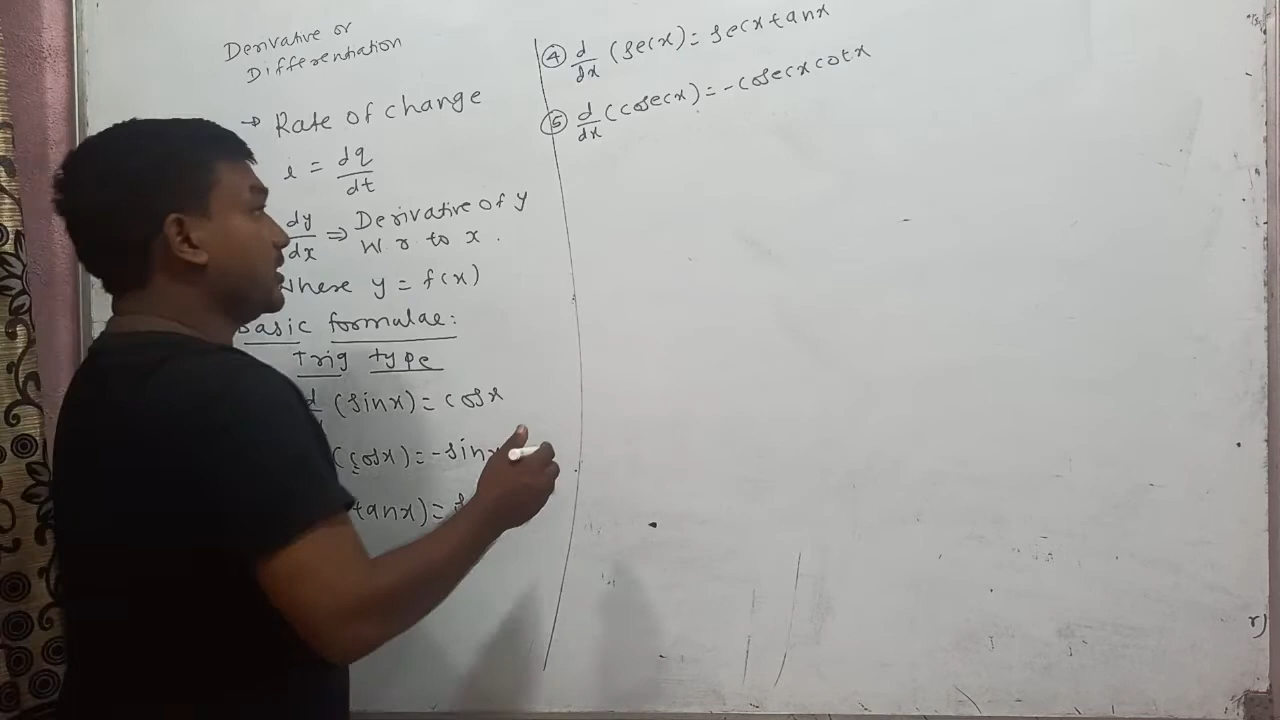 Derivative or
Differentiation
→ Rate of change
i = dq/dt
dy/dx ⇒ Derivative of y
w r to x .
where y = f(x)
Basic formulae:
Trig type
d (sinx) = cosx
(cosx) = -sinx
tanx) =
④ d/dx (secx) = secx tanx
⑤ d/dx (cosecx) = -cosecx cotx